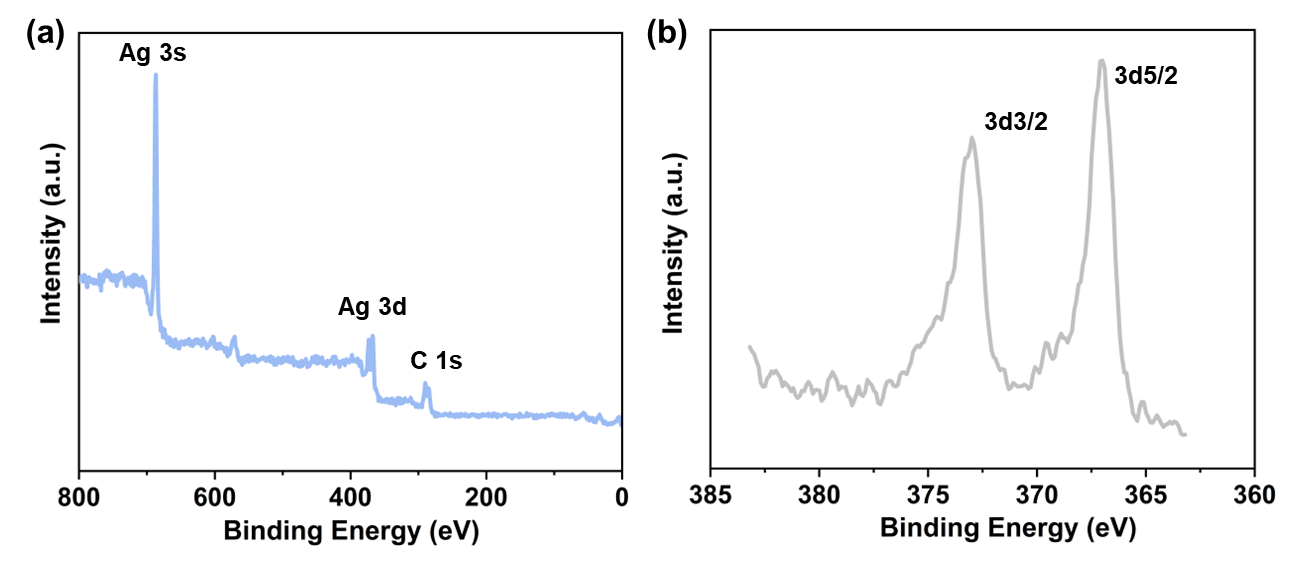 (a)
Ag 3s
Ag 3d
C 1s
Intensity (a.u.)
800 600 400 200 0
Binding Energy (eV)
(b)
3d5/2
3d3/2
Intensity (a.u.)
385 380 375 370 365 360
Binding Energy (eV)